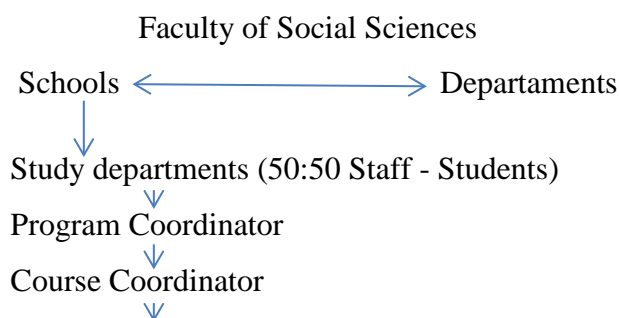 Faculty of Social Sciences
Schools Departaments
Study departments (50:50 Staff - Students)
Program Coordinator
Course Coordinator